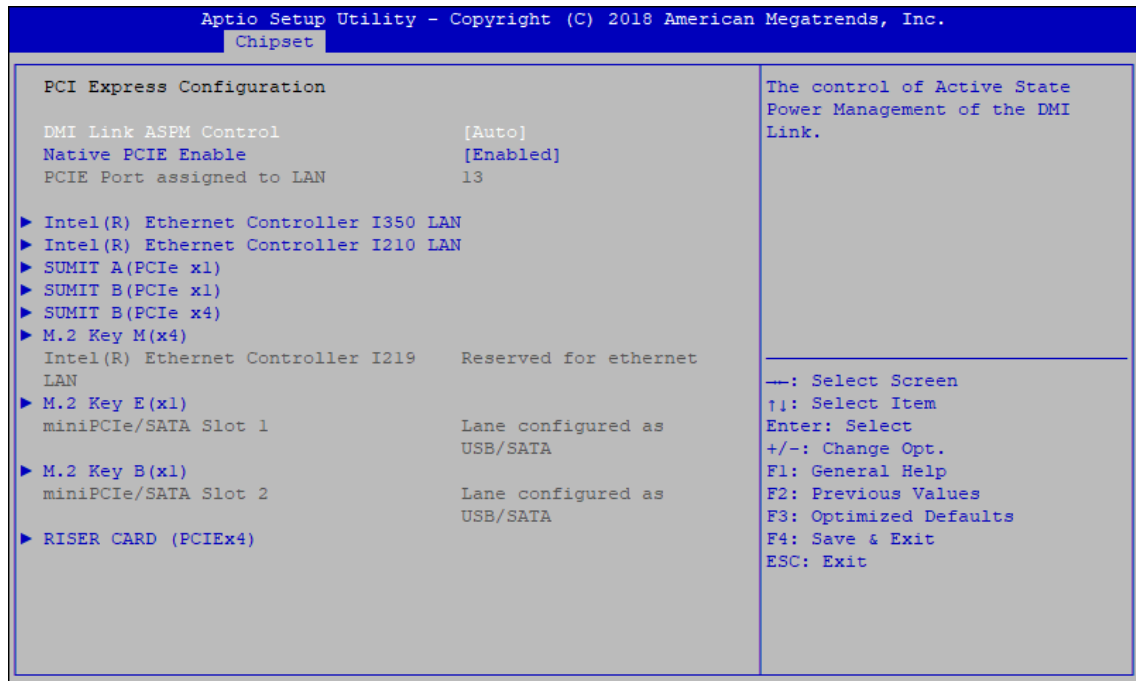 Aptio Setup Utility - Copyright (C) 2018 American Megatrends, Inc.
Chipset
PCI Express Configuration
DMI Link ASPM Control [Auto]
Native PCIE Enable [Enabled]
PCIE Port assigned to LAN 13
▶ Intel(R) Ethernet Controller I350 LAN
▶ Intel(R) Ethernet Controller I210 LAN
▶ SUMIT A(PCIe x1)
▶ SUMIT B(PCIe x1)
▶ SUMIT B(PCIe x4)
▶ M.2 Key M(x4)
Intel(R) Ethernet Controller I219 Reserved for ethernet
LAN
▶ M.2 Key E(x1)
miniPCIe/SATA Slot 1 Lane configured as
USB/SATA
▶ M.2 Key B(x1)
miniPCIe/SATA Slot 2 Lane configured as
USB/SATA
▶ RISER CARD (PCIEx4)
The control of Active State
Power Management of the DMI
Link.
→←: Select Screen
↑↓: Select Item
Enter: Select
+/-: Change Opt.
F1: General Help
F2: Previous Values
F3: Optimized Defaults
F4: Save & Exit
ESC: Exit